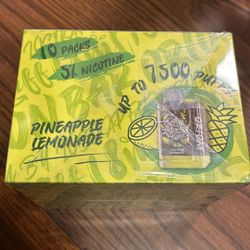 10 PACKS
5% NICOTINE
UP TO 7500 PUFFS
PINEAPPLE
LEMONADE